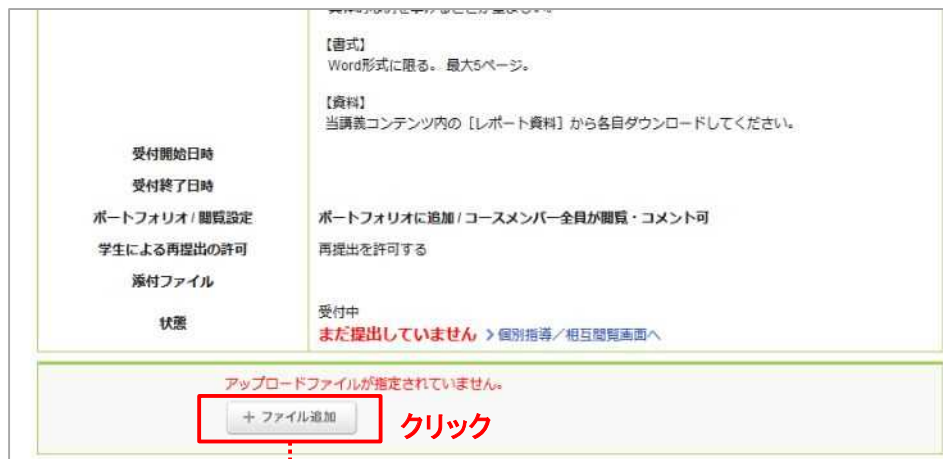 【書式】
Word形式に限る。 最大5ページ。
【資料】
当講義コンテンツ内の［レポート資料］から各自ダウンロードしてください。
受付開始日時
受付終了日時
ポートフォリオ / 閲覧設定 ポートフォリオに追加 / コースメンバー全員が閲覧・コメント可
学生による再提出の許可 再提出を許可する
添付ファイル
状態 受付中
まだ提出していません > 個別指導／相互閲覧画面へ
アップロードファイルが指定されていません。
＋ ファイル追加 クリック